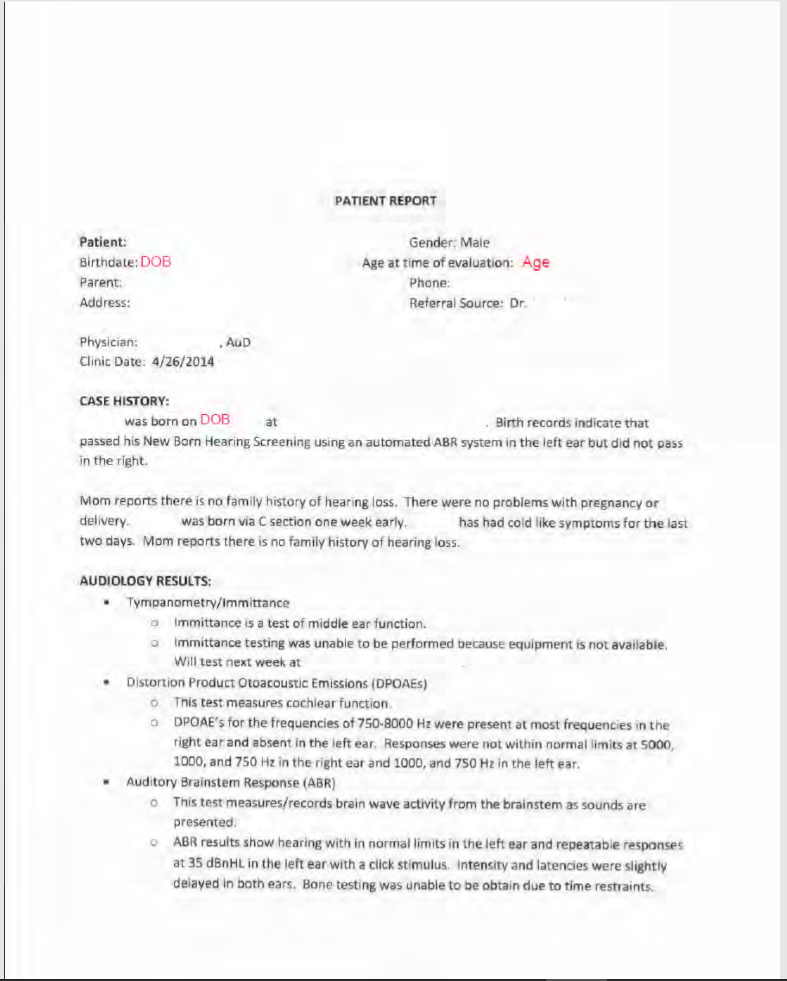 PATIENT REPORT
Patient: Gender: Male
Birthdate: DOB Age at time of evaluation: Age
Parent: Phone:
Address: Referral Source: Dr.
Physician: , AuD
Clinic Date: 4/26/2014
CASE HISTORY:
was born on DOB at . Birth records indicate that
passed his New Born Hearing Screening using an automated ABR system in the left ear but did not pass
in the right.
Mom reports there is no family history of hearing loss. There were no problems with pregnancy or
delivery. was born via C section one week early. has had cold like symptoms for the last
two days. Mom reports there is no family history of hearing loss.
AUDIOLOGY RESULTS:
• Tympanometry/Immittance
o Immittance is a test of middle ear function.
o Immittance testing was unable to be performed because equipment is not available.
Will test next week at
• Distortion Product Otoacoustic Emissions (DPOAEs)
o This test measures cochlear function.
o DPOAE's for the frequencies of 750-8000 Hz were present at most frequencies in the
right ear and absent in the left ear. Responses were not within normal limits at 5000,
1000, and 750 Hz in the right ear and 1000, and 750 Hz in the left ear.
• Auditory Brainstem Response (ABR)
o This test measures/records brain wave activity from the brainstem as sounds are
presented.
o ABR results show hearing with in normal limits in the left ear and repeatable responses
at 35 dBnHL in the left ear with a click stimulus. Intensity and latencies were slightly
delayed in both ears. Bone testing was unable to be obtain due to time restraints.